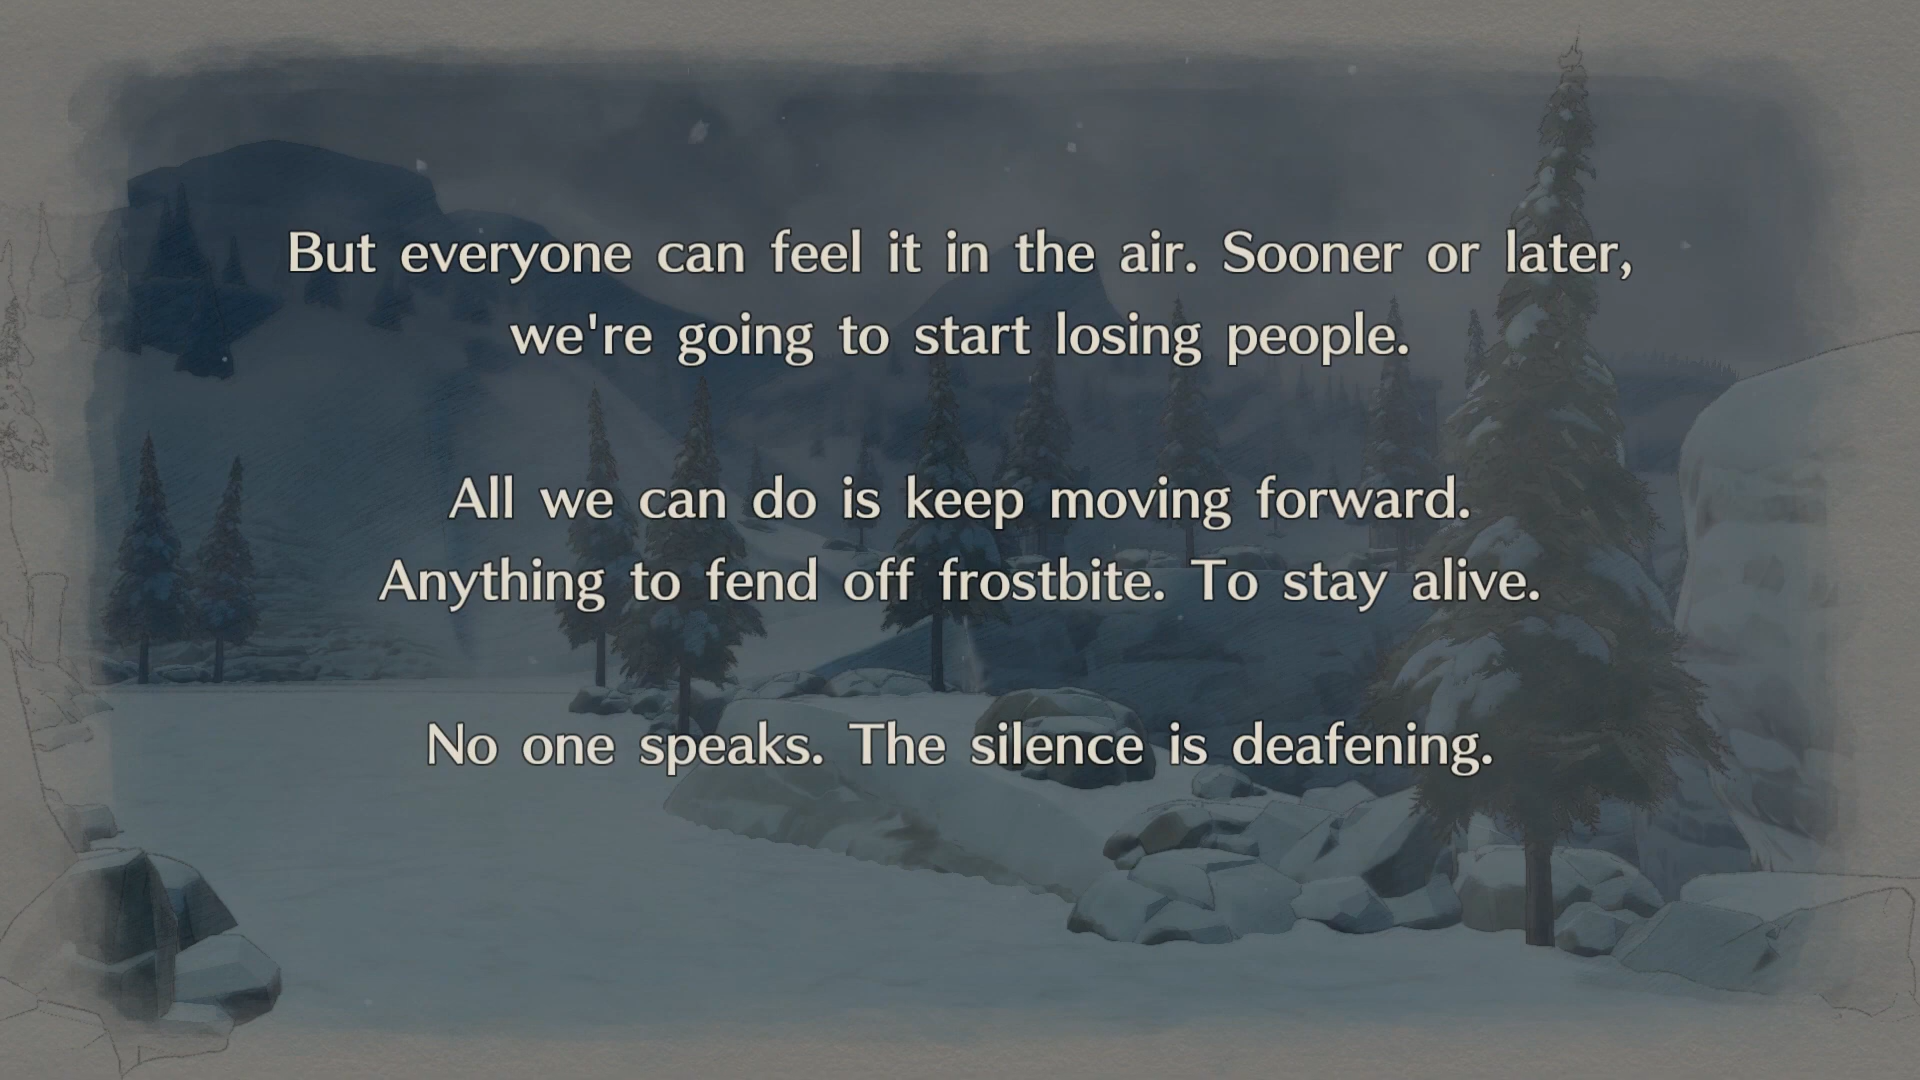 But everyone can feel it in the air. Sooner or later,
we're going to start losing people.
All we can do is keep moving forward.
Anything to fend off frostbite. To stay alive.
No one speaks. The silence is deafening.